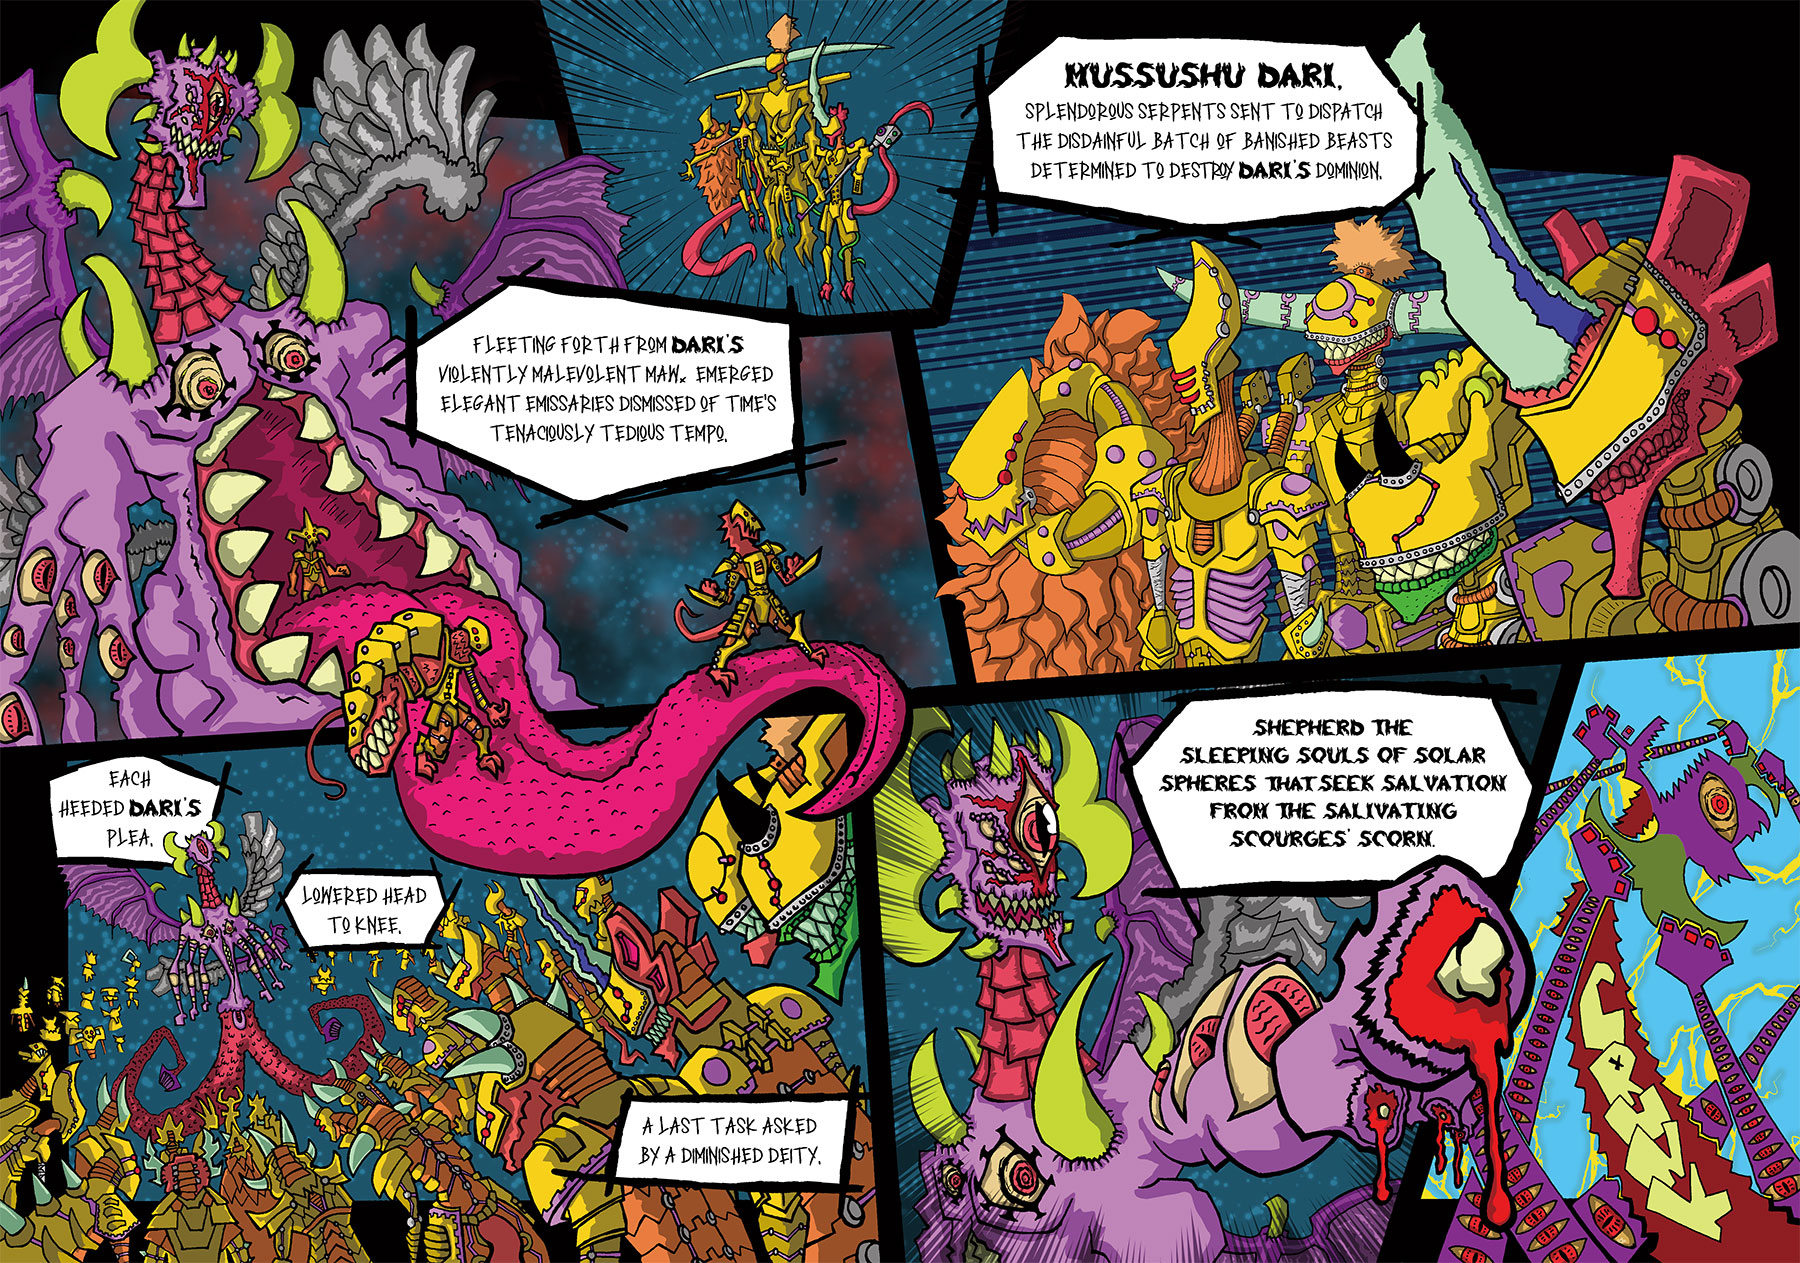 FLEETING FORTH FROM DARI'S
VIOLENTLY MALEVOLENT MAW, EMERGED
ELEGANT EMISSARIES DISMISSED OF TIME'S
TENACIOUSLY TEDIOUS TEMPO.
MUSSUSHU DARI,
SPLENDOROUS SERPENTS SENT TO DISPATCH
THE DISDAINFUL BATCH OF BANISHED BEASTS
DETERMINED TO DESTROY DARI'S DOMINION.
EACH
HEEDED DARI'S
PLEA.
LOWERED HEAD
TO KNEE.
A LAST TASK ASKED
BY A DIMINISHED DEITY.
SHEPHERD THE
SLEEPING SOULS OF SOLAR
SPHERES THAT SEEK SALVATION
FROM THE SALIVATING
SCOURGES' SCORN.